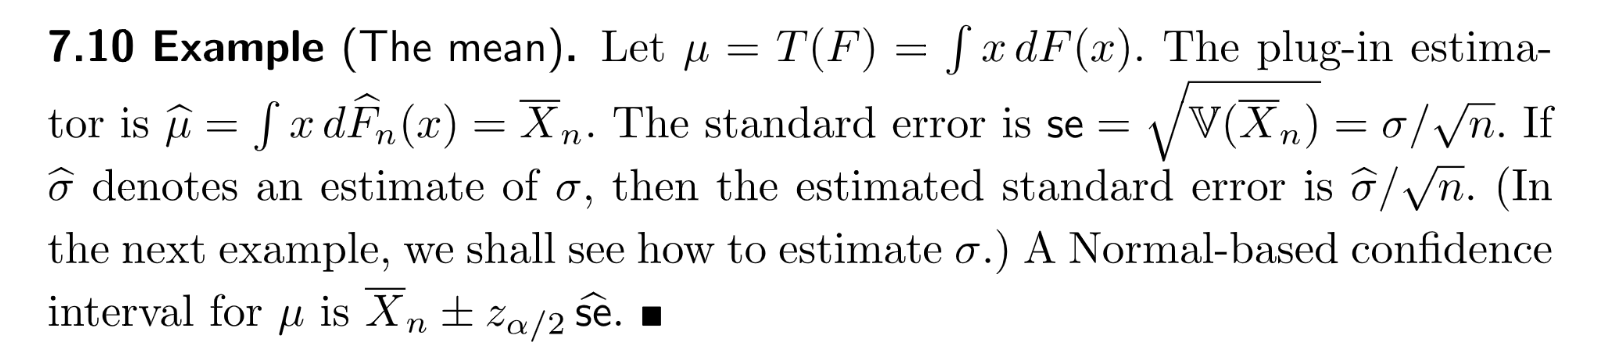 7.10 Example (The mean). Let μ = T(F) = ∫ x dF(x). The plug-in estima-
tor is μ̂ = ∫ x dF̂ₙ(x) = X̅ₙ. The standard error is se = √(𝕍(X̅ₙ)) = σ/√n. If
σ̂ denotes an estimate of σ, then the estimated standard error is σ̂/√n. (In
the next example, we shall see how to estimate σ.) A Normal-based confidence
interval for μ is X̅ₙ ± z_{α/2} ŝe. ■